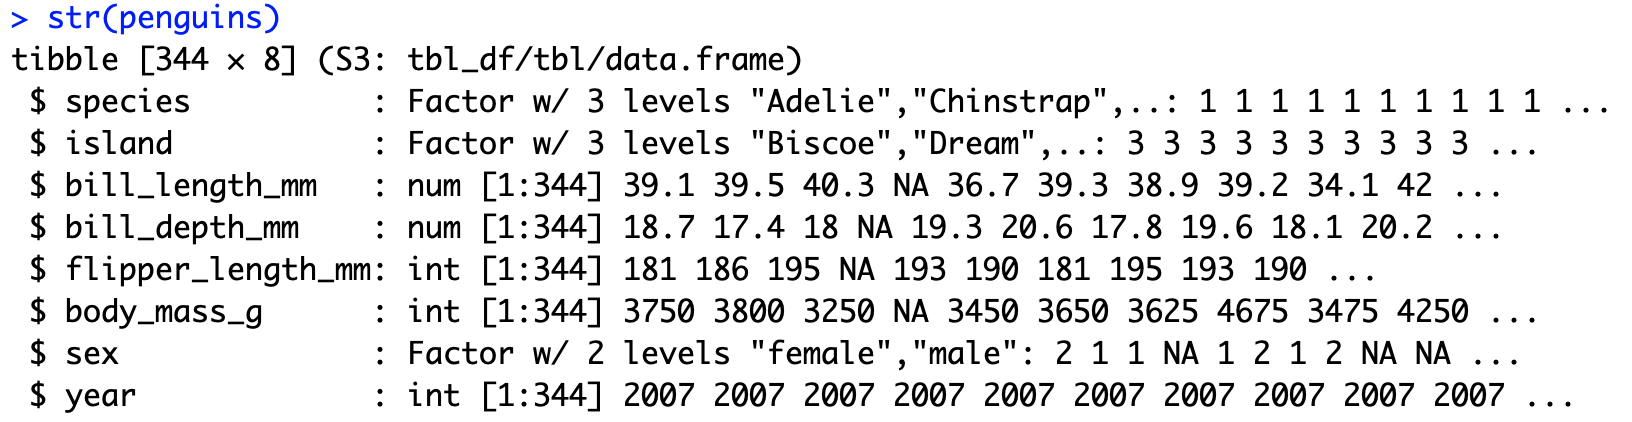 > str(penguins)
tibble [344 × 8] (S3: tbl_df/tbl/data.frame)
 $ species          : Factor w/ 3 levels "Adelie","Chinstrap",..: 1 1 1 1 1 1 1 1 1 1 ...
 $ island           : Factor w/ 3 levels "Biscoe","Dream",..: 3 3 3 3 3 3 3 3 3 3 ...
 $ bill_length_mm   : num [1:344] 39.1 39.5 40.3 NA 36.7 39.3 38.9 39.2 34.1 42 ...
 $ bill_depth_mm    : num [1:344] 18.7 17.4 18 NA 19.3 20.6 17.8 19.6 18.1 20.2 ...
 $ flipper_length_mm: int [1:344] 181 186 195 NA 193 190 181 195 193 190 ...
 $ body_mass_g      : int [1:344] 3750 3800 3250 NA 3450 3650 3625 4675 3475 4250 ...
 $ sex              : Factor w/ 2 levels "female","male": 2 1 1 NA 1 2 1 2 NA NA ...
 $ year             : int [1:344] 2007 2007 2007 2007 2007 2007 2007 2007 2007 2007 ...